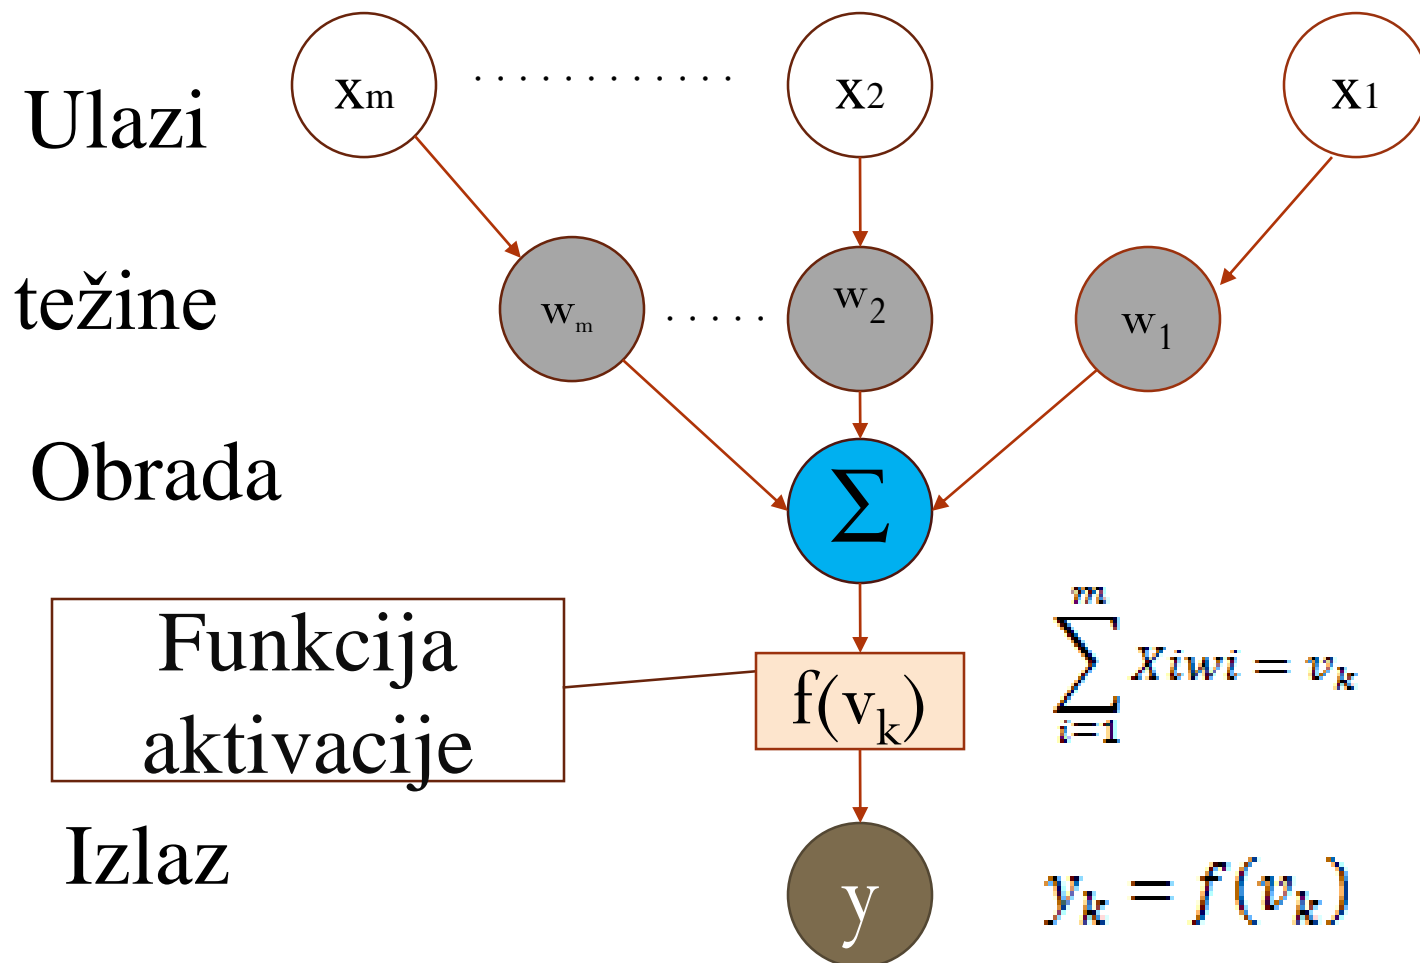 Ulazi
xm . . . . . . . . . . . . x2 x1
težine
wm . . . . . w2 w1
Obrada
Σ
Funkcija
aktivacije
f(vk)
m
∑ Xiwi = vk
i=1
Izlaz
y
yk = f(vk)